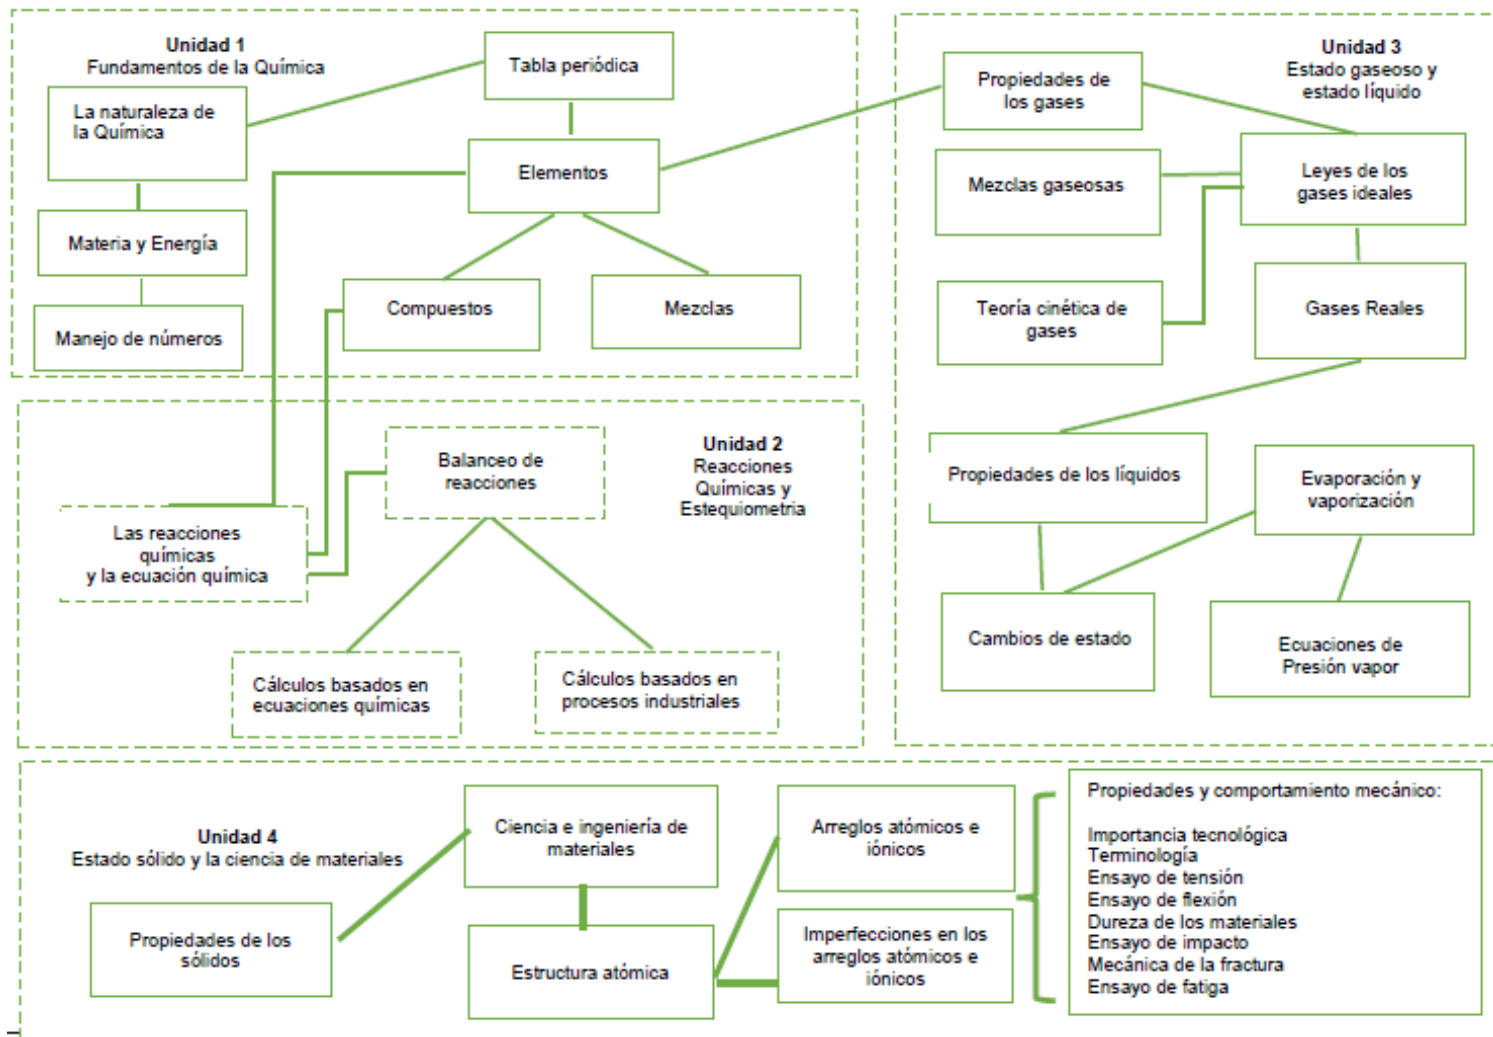 Unidad 1
Fundamentos de la Química
Tabla periódica
La naturaleza de
la Química
Elementos
Materia y Energía
Compuestos
Mezclas
Manejo de números
Unidad 2
Reacciones
Químicas y
Estequiometria
Balanceo de
reacciones
Las reacciones
químicas
y la ecuación química
Cálculos basados en
ecuaciones químicas
Cálculos basados en
procesos industriales
Unidad 3
Estado gaseoso y
estado líquido
Propiedades de
los gases
Mezclas gaseosas
Leyes de los
gases ideales
Teoría cinética de
gases
Gases Reales
Propiedades de los líquidos
Evaporación y
vaporización
Cambios de estado
Ecuaciones de
Presión vapor
Unidad 4
Estado sólido y la ciencia de materiales
Propiedades de los
sólidos
Ciencia e ingeniería de
materiales
Estructura atómica
Arreglos atómicos e
iónicos
Imperfecciones en los
arreglos atómicos e
iónicos
Propiedades y comportamiento mecánico:
Importancia tecnológica
Terminología
Ensayo de tensión
Ensayo de flexión
Dureza de los materiales
Ensayo de impacto
Mecánica de la fractura
Ensayo de fatiga